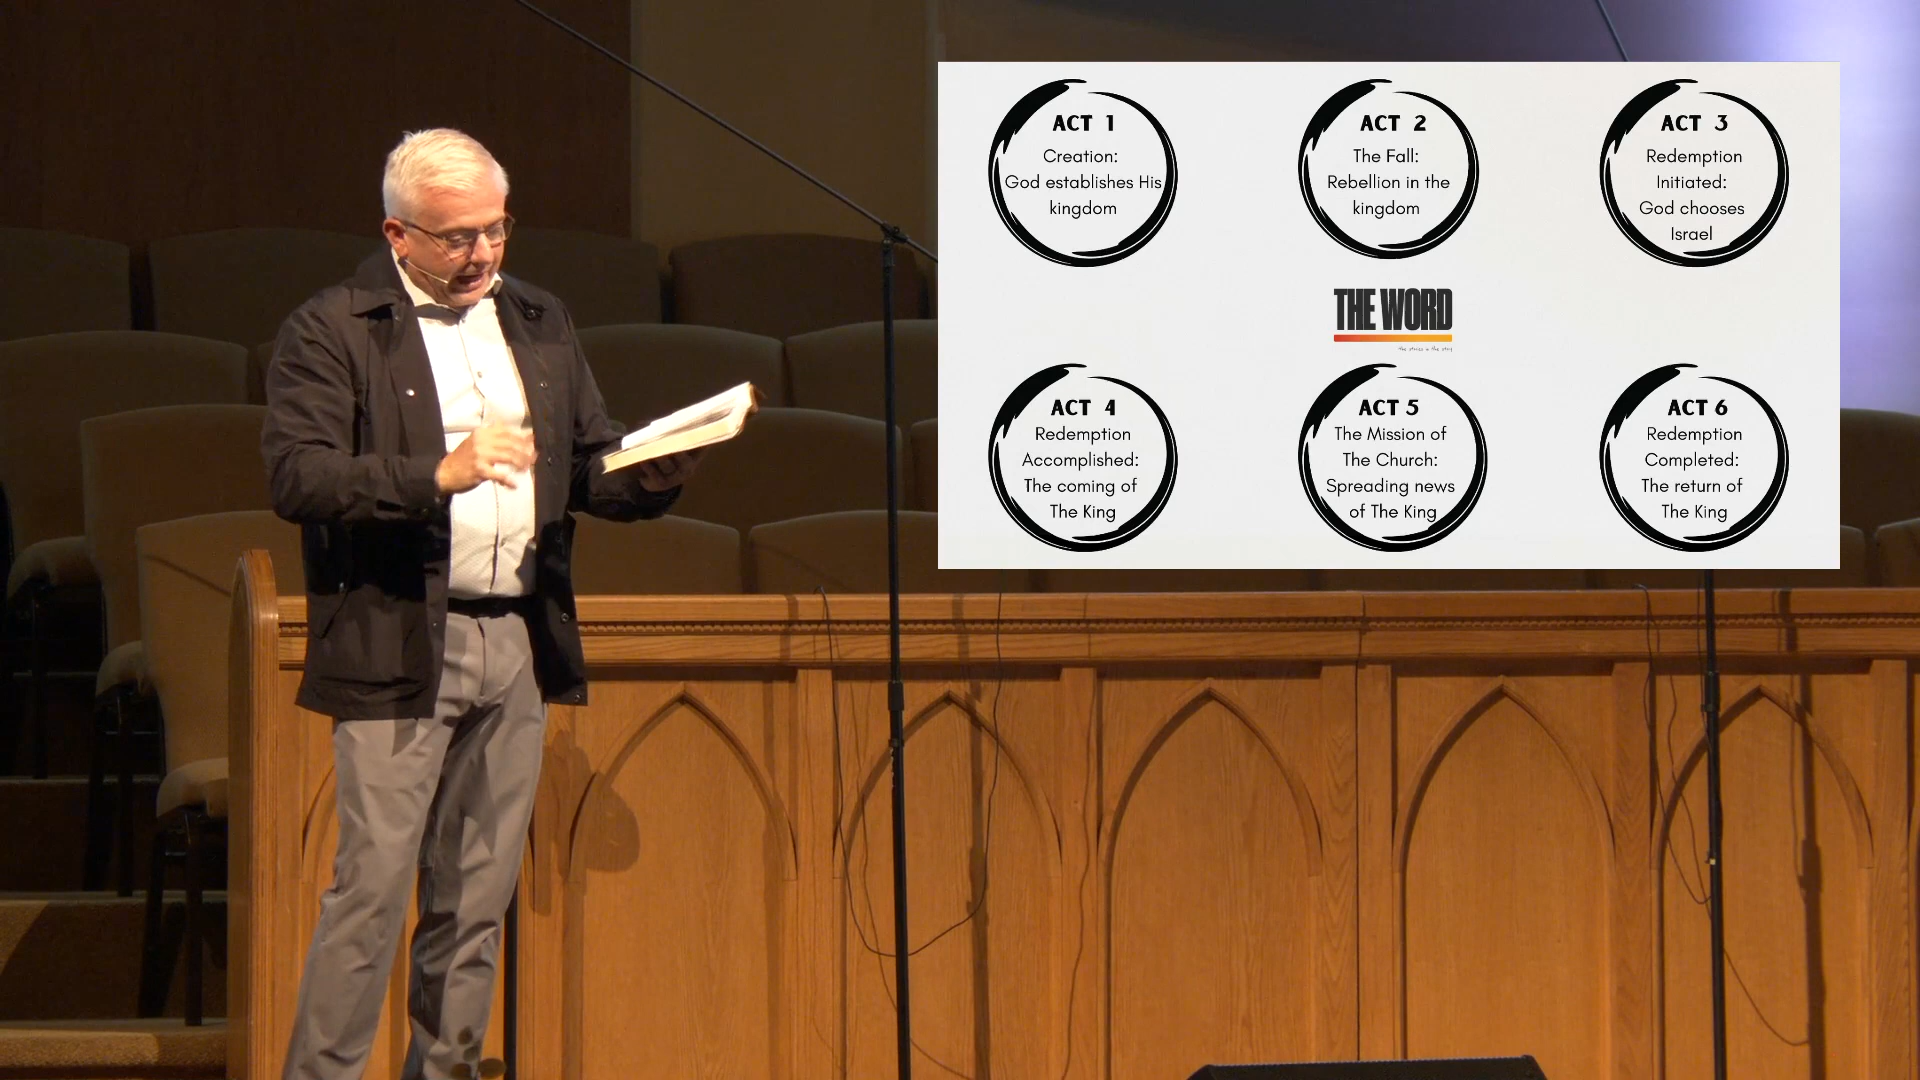 ACT 1
Creation:
God establishes His
kingdom
ACT 2
The Fall:
Rebellion in the
kingdom
ACT 3
Redemption
Initiated:
God chooses
Israel
THE WORD
ACT 4
Redemption
Accomplished:
The coming of
The King
ACT 5
The Mission of
The Church:
Spreading news
of The King
ACT 6
Redemption
Completed:
The return of
The King